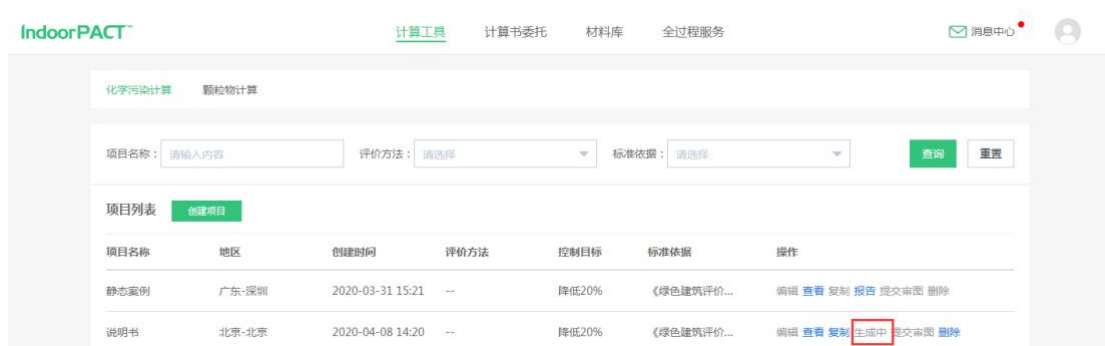 IndoorPACT™ 计算工具 计算书委托 材料库 全过程服务 消息中心
化学污染计算 颗粒物计算
项目名称： 请输入内容 评价方法： 请选择 标准依据： 请选择 查询 重置
项目列表 创建项目
项目名称 地区 创建时间 评价方法 控制目标 标准依据 操作
静态案例 广东-深圳 2020-03-31 15:21 -- 降低20% 《绿色建筑评价... 编辑 查看 复制 报告 提交审图 删除
说明书 北京-北京 2020-04-08 14:20 -- 降低20% 《绿色建筑评价... 编辑 查看 复制 生成中 提交审图 删除